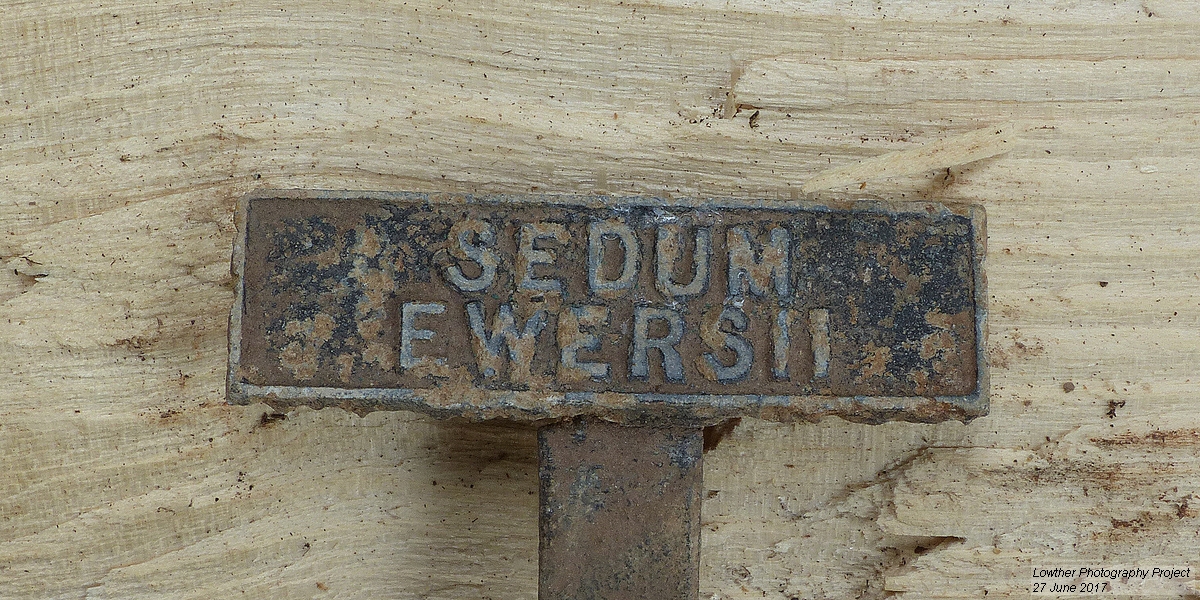 SEDUM
EWERSII
Lowther Photography Project
27 June 2017